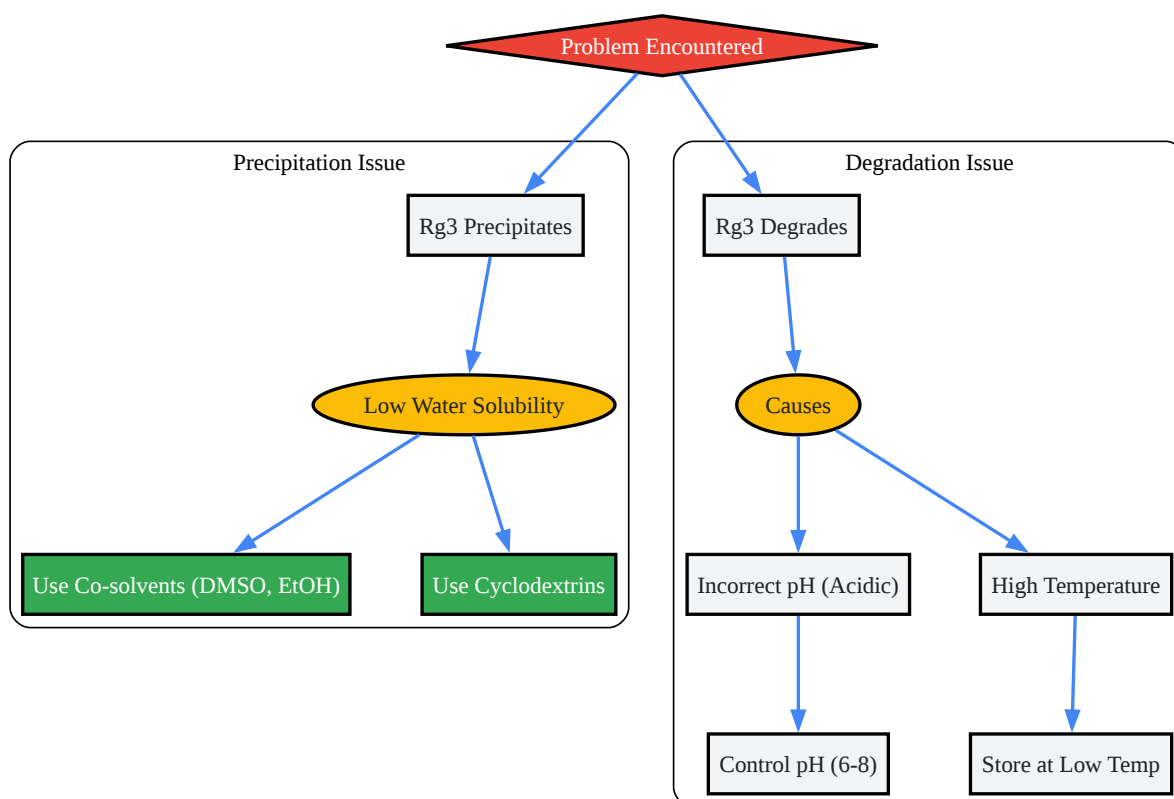 Problem Encountered
Precipitation Issue
Degradation Issue
Rg3 Precipitates
Rg3 Degrades
Low Water Solubility
Causes
Use Co-solvents (DMSO, EtOH)
Use Cyclodextrins
Incorrect pH (Acidic)
High Temperature
Control pH (6-8)
Store at Low Temp